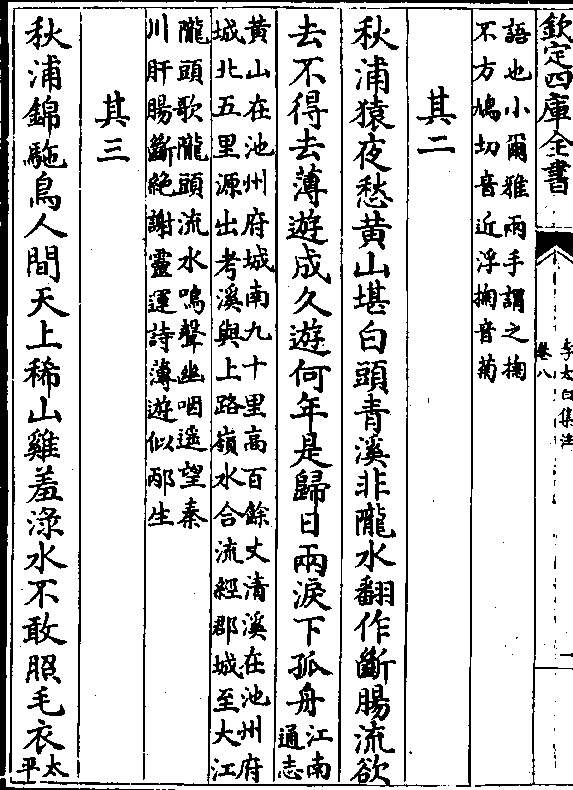 欽定四庫全書
李太白集注
卷八
語也小爾雅兩手謂之掬
不方鳩切音近浮掬音菊
其二
秋浦猿夜愁黄山堪白頭青溪非隴水翻作斷腸流欲
去不得去薄遊成久遊何年是歸日兩淚下孤舟江南
通志
黄山在池州府城南九十里高百餘丈清溪在池州府
城北五里源出考溪與上路嶺水合流經郡城至大江
隴頭歌隴頭流水鳴聲幽咽遥望秦
川肝腸斷絶謝靈運詩薄遊似邴生
其三
秋浦錦駞鳥人間天上稀山雞羞渌水不敢照毛衣太
平